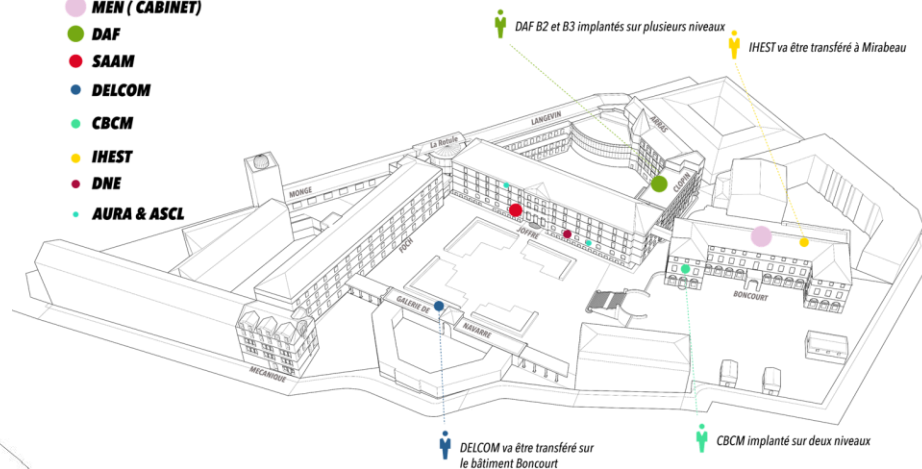 MEN ( CABINET)
DAF
SAAM
DELCOM
CBCM
IHEST
DNE
AURA & ASCL
DAF B2 et B3 implantés sur plusieurs niveaux
IHEST va être transféré à Mirabeau
LANGEVIN
ARRAS
La Rotule
CLOPIN
MONGE
JOFFRE
FOCH
BONCOURT
GALERIE DE
NAVARRE
MECANIQUE
DELCOM va être transféré sur
le bâtiment Boncourt
CBCM implanté sur deux niveaux